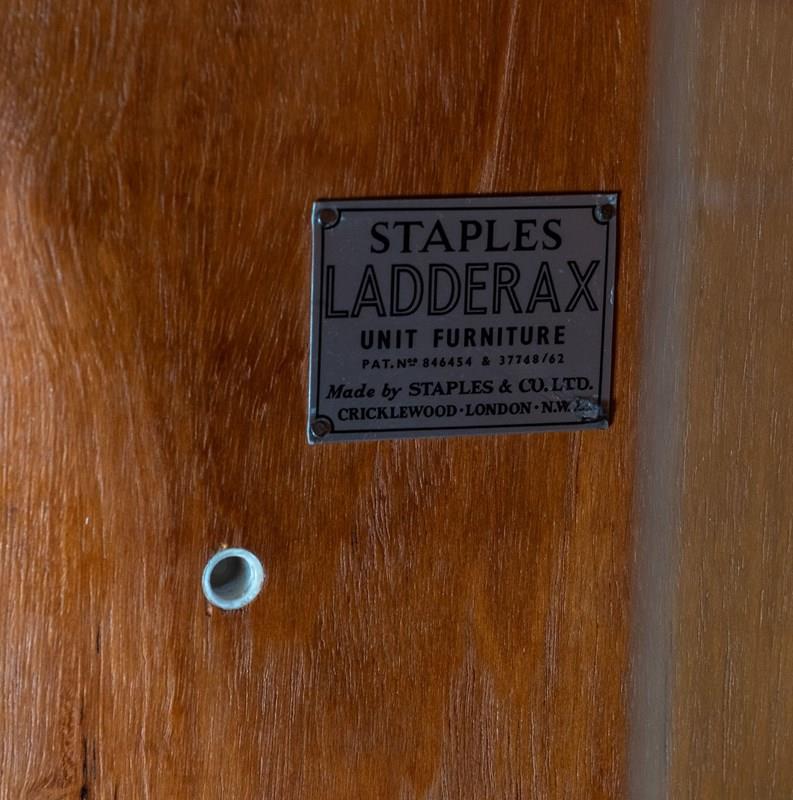 STAPLES
LADDERAX
UNIT FURNITURE
PAT. Nos 846454 & 37748/62
Made by STAPLES & CO. LTD.
CRICKLEWOOD · LONDON · N.W.